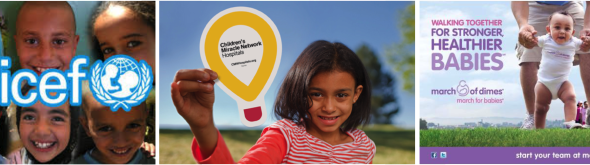 icef
Children's
Miracle Network
Hospitals
WALKING TOGETHER
FOR STRONGER,
HEALTHIER
BABIES
march of dimes
march for babies
start your team at m